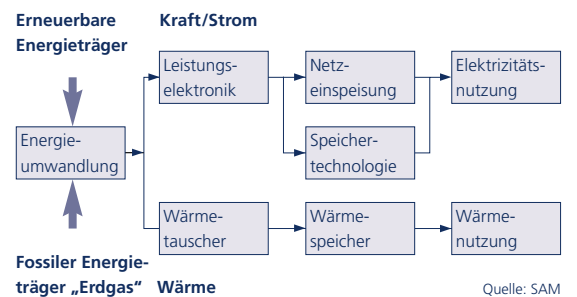 Erneuerbare
Energieträger
Kraft/Strom
Leistungs-
elektronik
Netz-
einspeisung
Elektrizitäts-
nutzung
Energie-
umwandlung
Speicher-
technologie
Wärme-
tauscher
Wärme-
speicher
Wärme-
nutzung
Fossiler Energie-
träger „Erdgas“
Wärme
Quelle: SAM